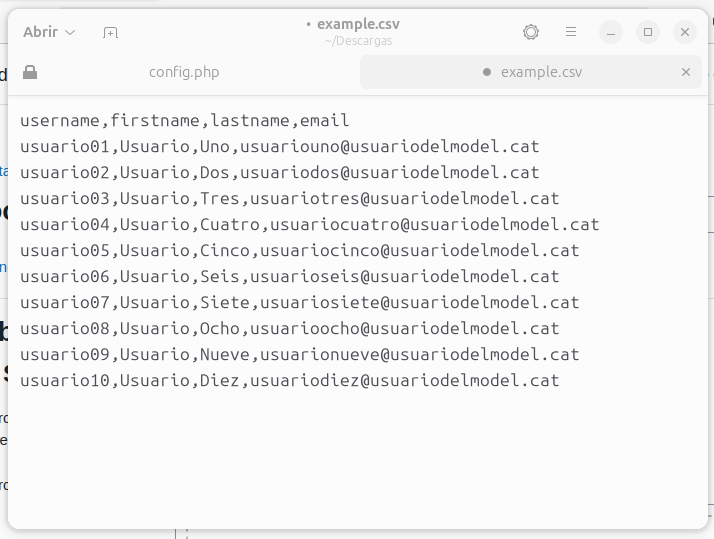 Abrir
• example.csv
~/Descargas
config.php
example.csv
username,firstname,lastname,email
usuario01,Usuario,Uno,usuariouno@usuariodelmodel.cat
usuario02,Usuario,Dos,usuariodos@usuariodelmodel.cat
usuario03,Usuario,Tres,usuariotres@usuariodelmodel.cat
usuario04,Usuario,Cuatro,usuariocuatro@usuariodelmodel.cat
usuario05,Usuario,Cinco,usuariocinco@usuariodelmodel.cat
usuario06,Usuario,Seis,usuarioseis@usuariodelmodel.cat
usuario07,Usuario,Siete,usuariosiete@usuariodelmodel.cat
usuario08,Usuario,Ocho,usuarioocho@usuariodelmodel.cat
usuario09,Usuario,Nueve,usuarionueve@usuariodelmodel.cat
usuario10,Usuario,Diez,usuariodiez@usuariodelmodel.cat